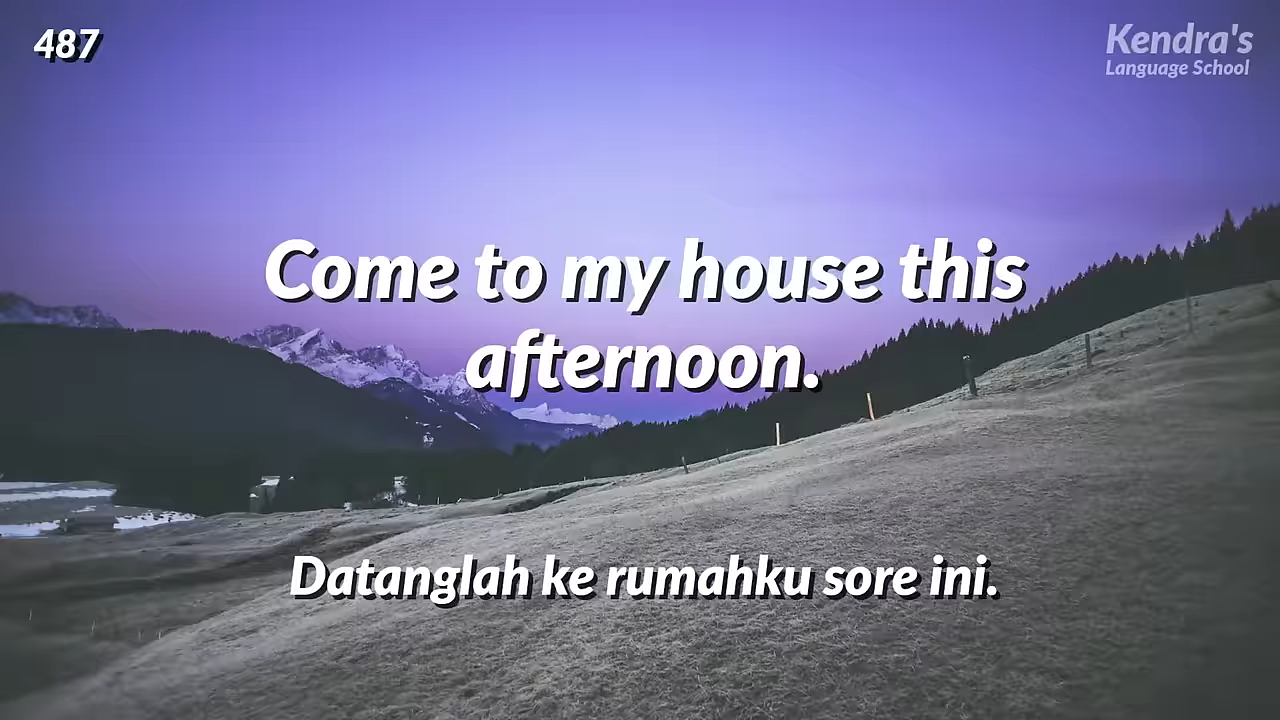 487
Kendra's
Language School
Come to my house this
afternoon.
Datanglah ke rumahku sore ini.